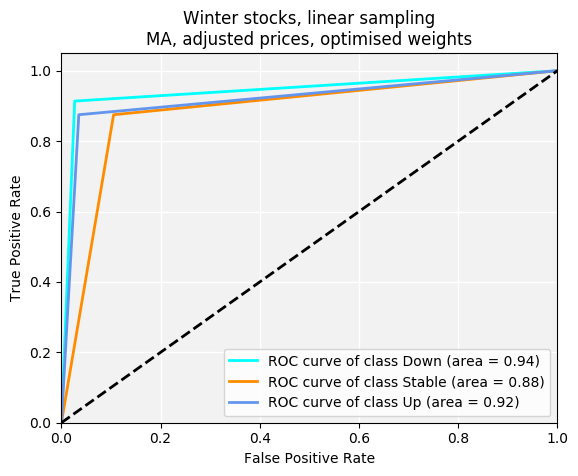 Winter stocks, linear sampling
MA, adjusted prices, optimised weights
True Positive Rate
1.0
0.8
0.6
0.4
0.2
0.0
ROC curve of class Down (area = 0.94)
ROC curve of class Stable (area = 0.88)
ROC curve of class Up (area = 0.92)
0.0 0.2 0.4 0.6 0.8 1.0
False Positive Rate